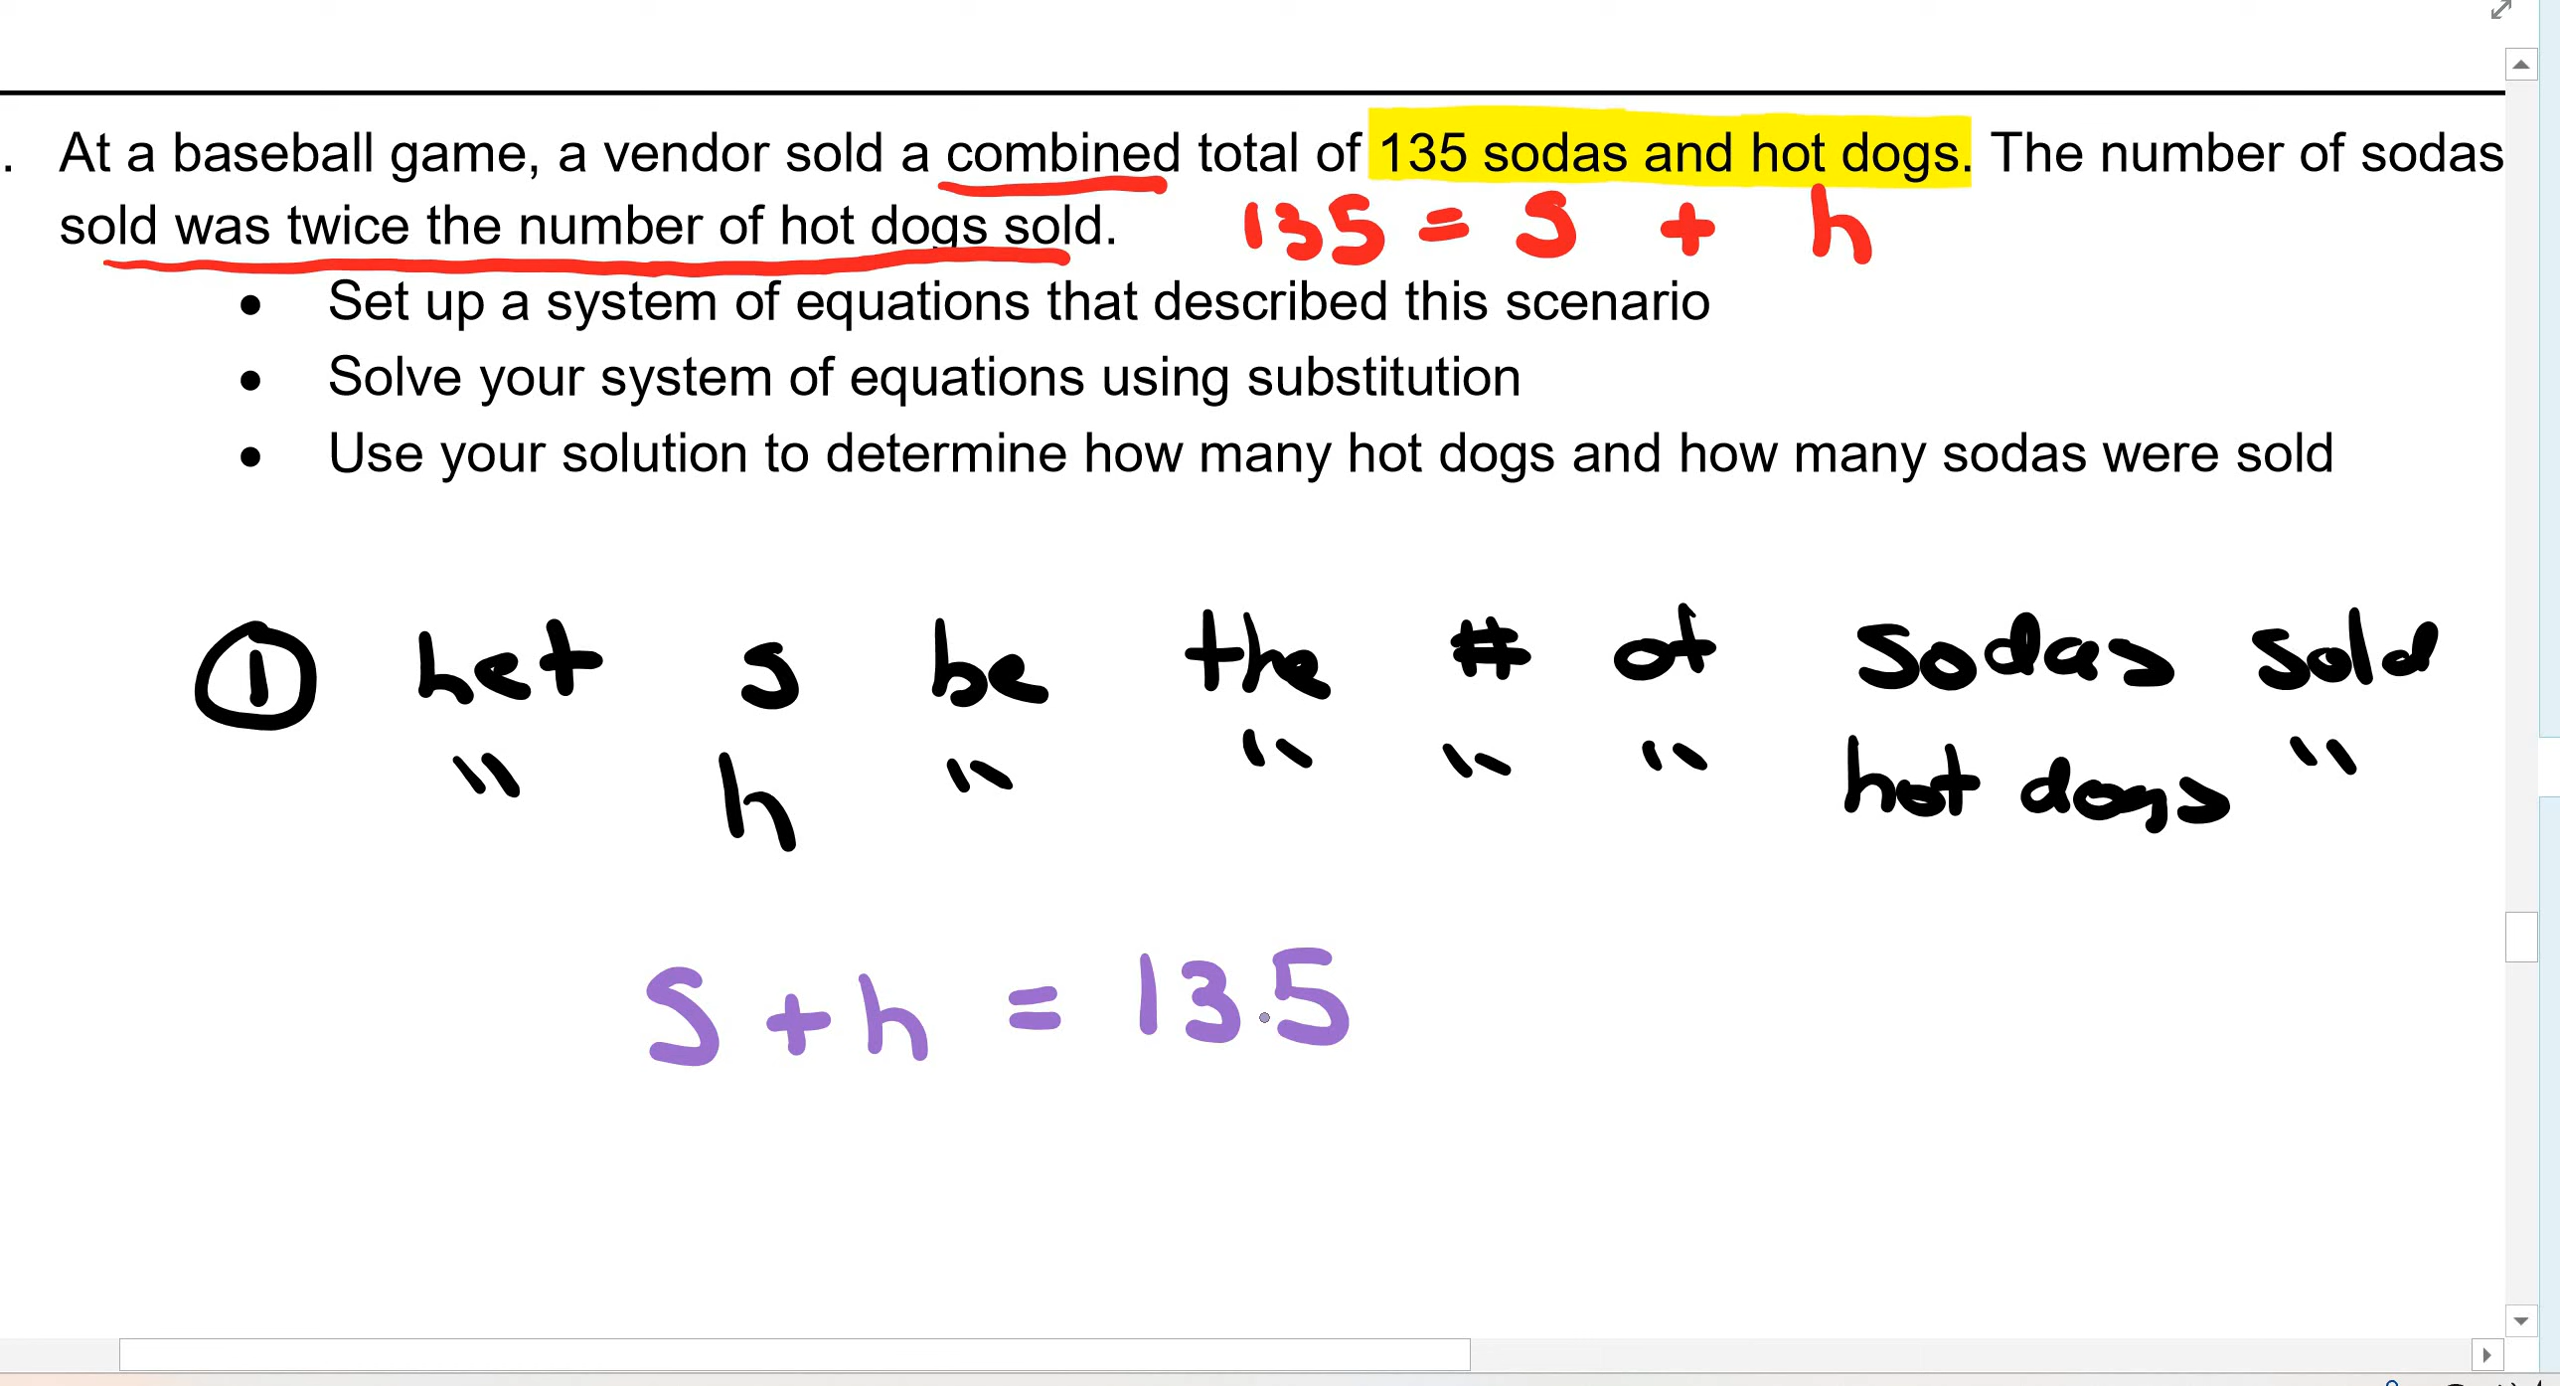 . At a baseball game, a vendor sold a combined total of 135 sodas and hot dogs. The number of sodas
sold was twice the number of hot dogs sold. 135 = S + h
• Set up a system of equations that described this scenario
• Solve your system of equations using substitution
• Use your solution to determine how many hot dogs and how many sodas were sold
① Let s be the # of sodas sold
" h " " " " hot dogs "
S + h = 135